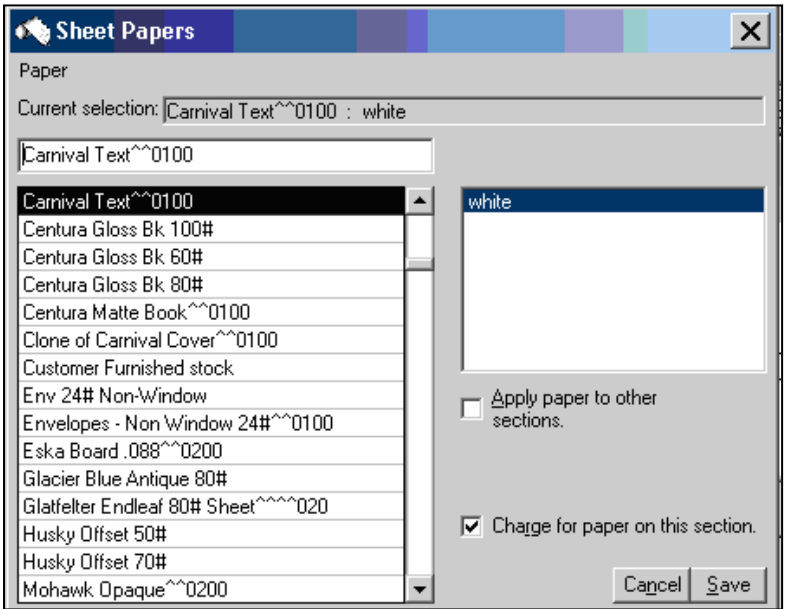 Sheet Papers
Paper
Current selection: Carnival Text^^0100 : white
Carnival Text^^0100
Carnival Text^^0100
Centura Gloss Bk 100#
Centura Gloss Bk 60#
Centura Gloss Bk 80#
Centura Matte Book^^0100
Clone of Carnival Cover^^0100
Customer Furnished stock
Env 24# Non-Window
Envelopes - Non Window 24#^^0100
Eska Board .088^^0200
Glacier Blue Antique 80#
Glatfelter Endleaf 80# Sheet^^^^020
Husky Offset 50#
Husky Offset 70#
Mohawk Opaque^^0200
white
Apply paper to other
sections.
Charge for paper on this section.
Cancel Save